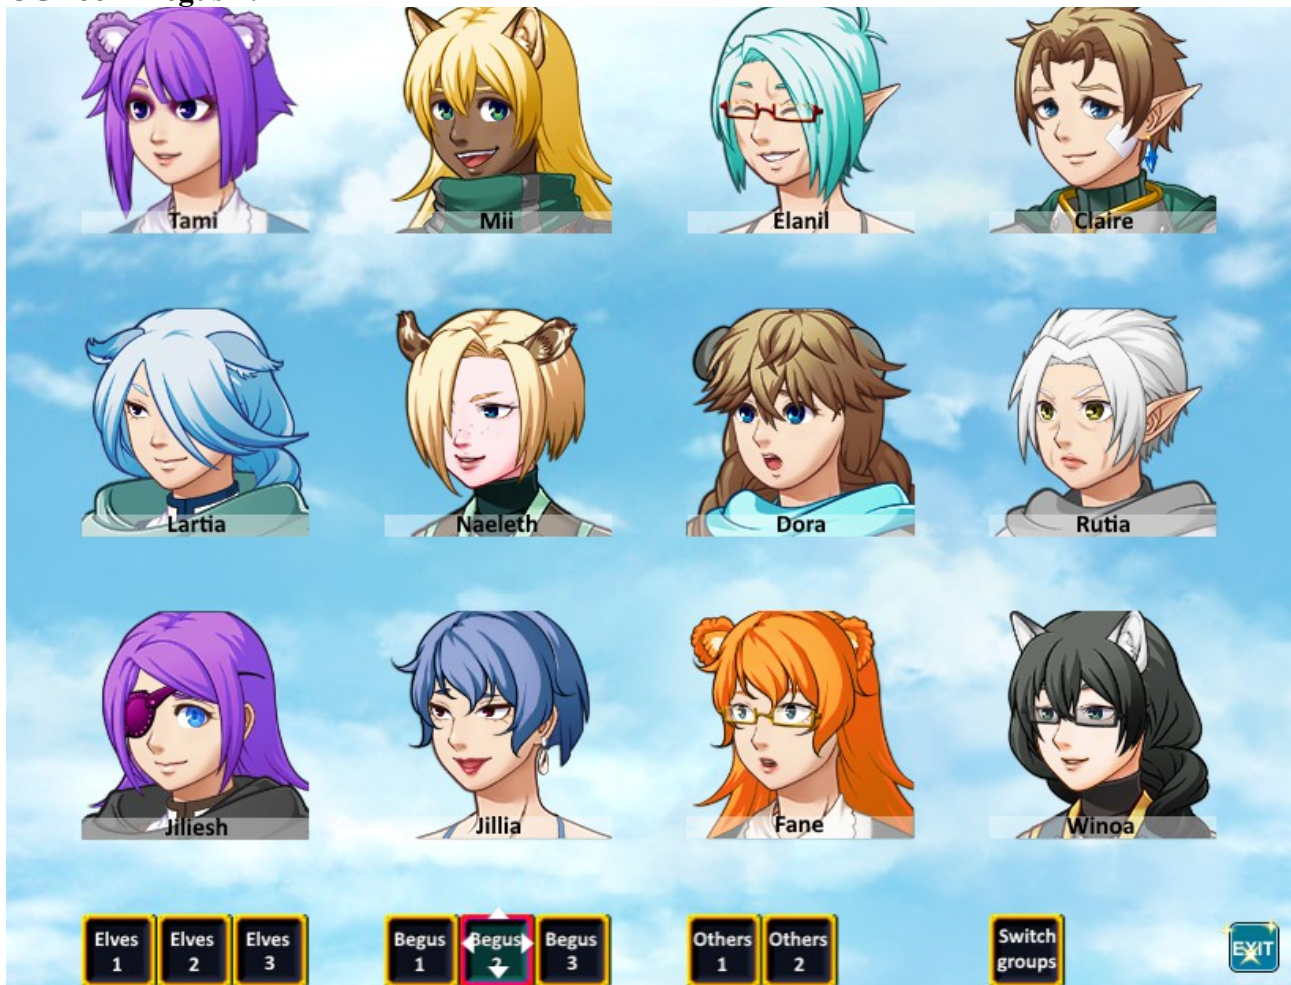 Tami
Mii
Elanil
Claire
Lartia
Naeleth
Dora
Rutia
Jiliesh
Jillia
Fane
Winoa
Elves 1
Elves 2
Elves 3
Begus 1
Begus 2
Begus 3
Others 1
Others 2
Switch groups
EXIT